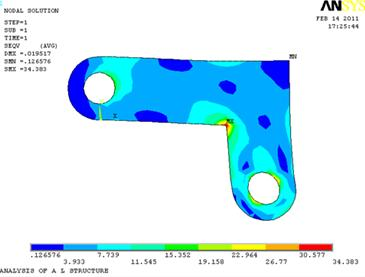 NODAL SOLUTION
STEP=1
SUB =1
TIME=1
SEQV (AVG)
DMX =.019517
SMN =.126576
SMX =34.383
ANSYS
FEB 14 2011
17:25:44
MN
X
MX
.126576 7.739 15.352 22.964 30.577
3.933 11.545 19.158 26.77 34.383
ANALYSIS OF A L STRUCTURE